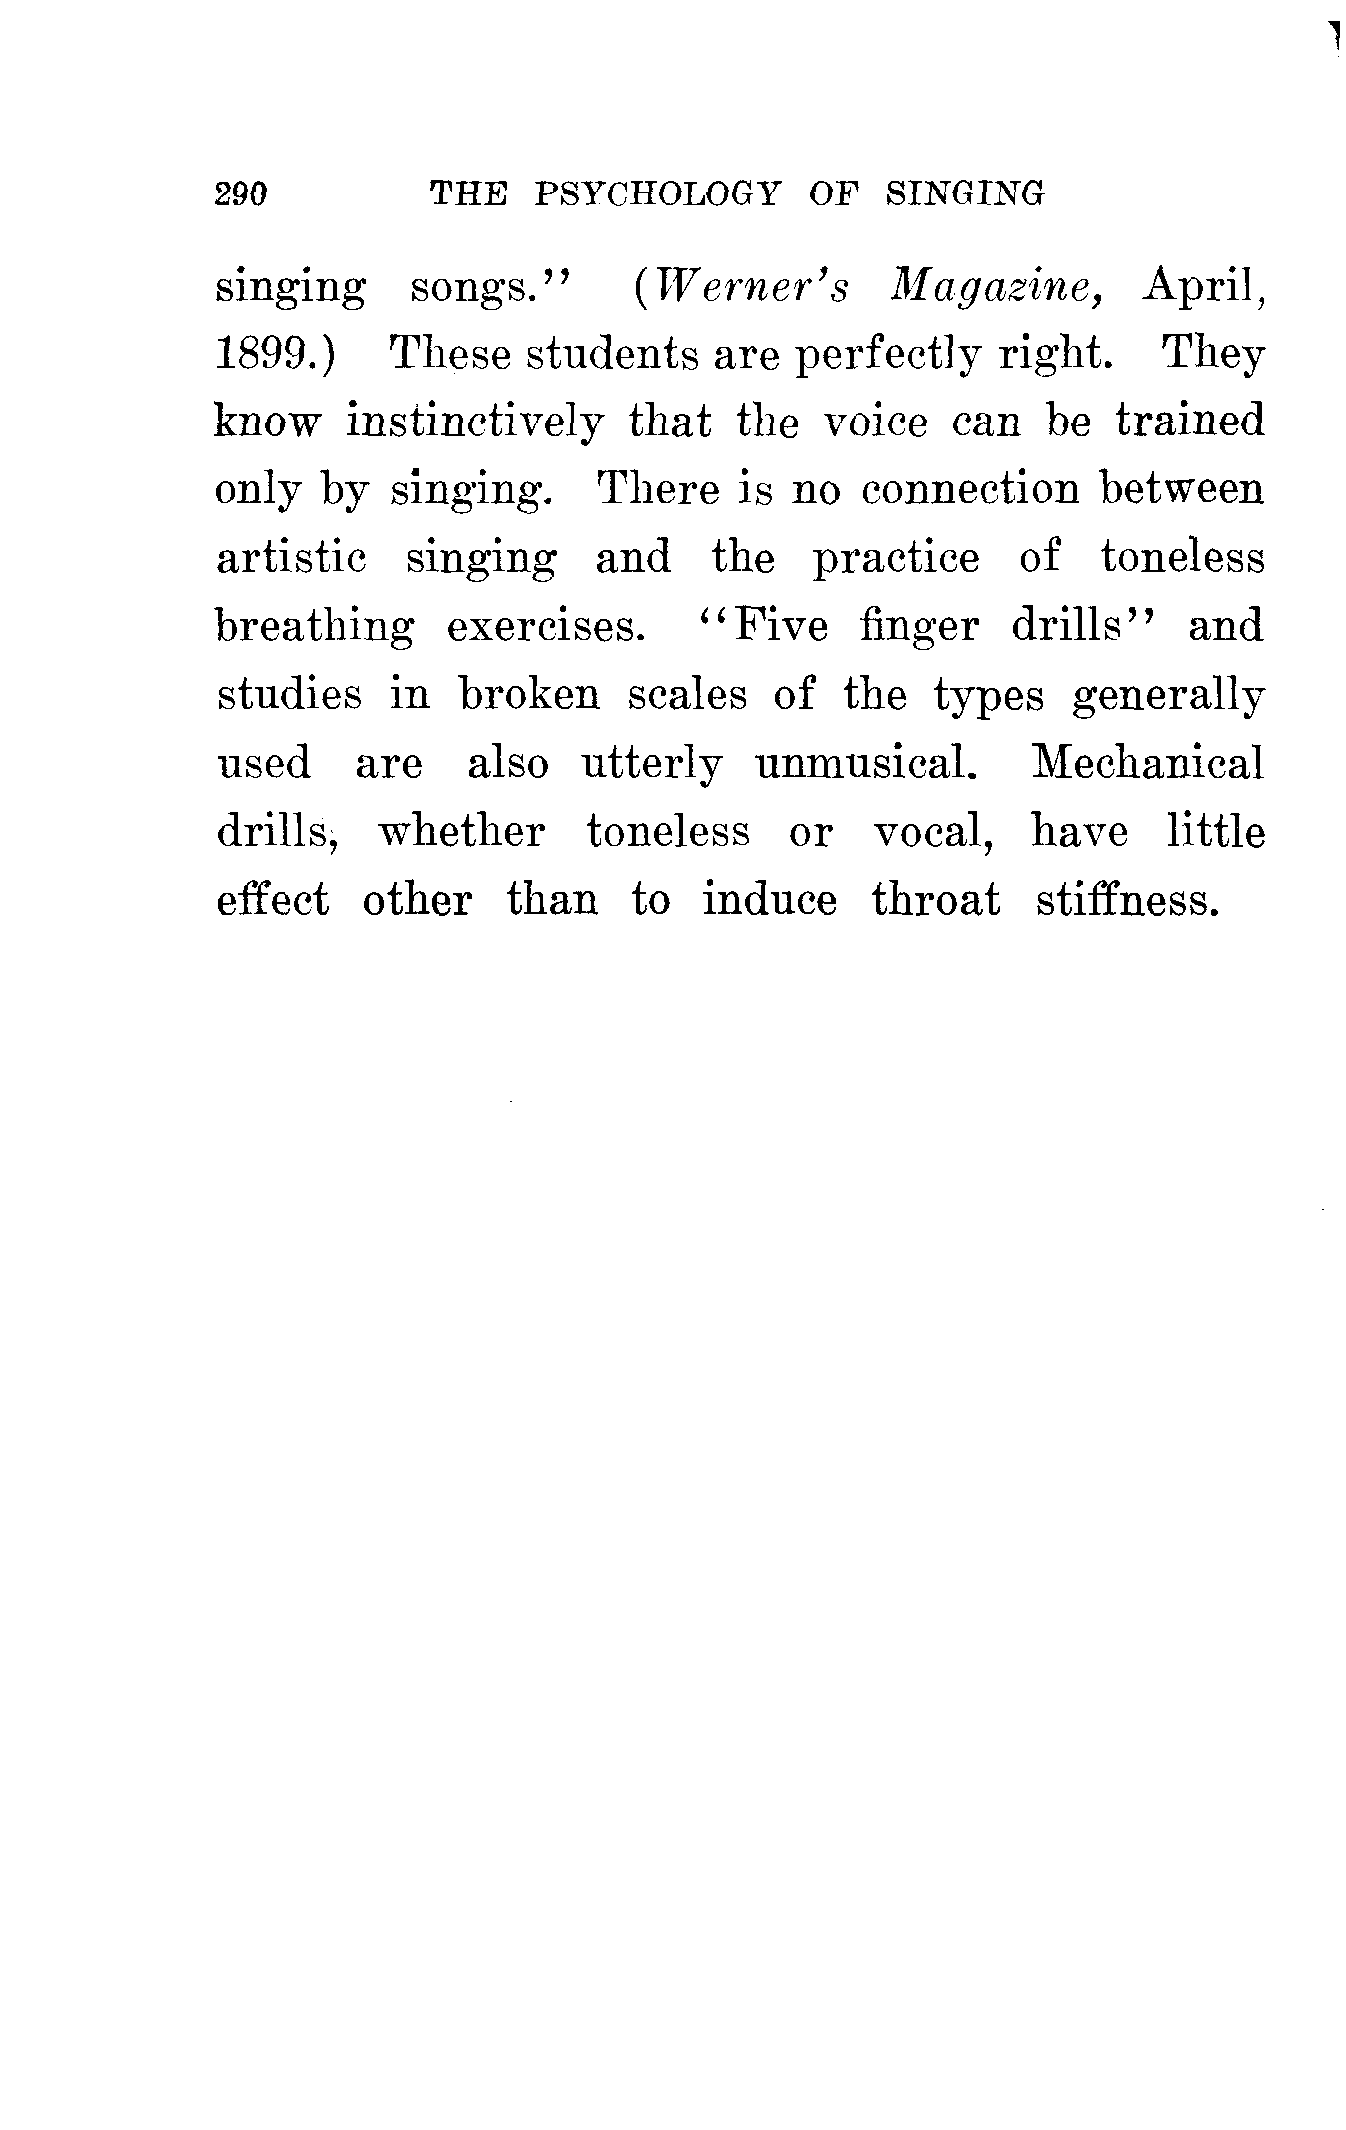 290 THE PSYCHOLOGY OF SINGING
singing songs.'' (Werner's Magazine, April,
1899.) These students are perfectly right. They
know instinctively that the voice can be trained
only by singing. There is no connection between
artistic singing and the practice of toneless
breathing exercises. ''Five finger drills'' and
studies in broken scales of the types generally
used are also utterly unmusical. Mechanical
drills, whether toneless or vocal, have little
effect other than to induce throat stiffness.